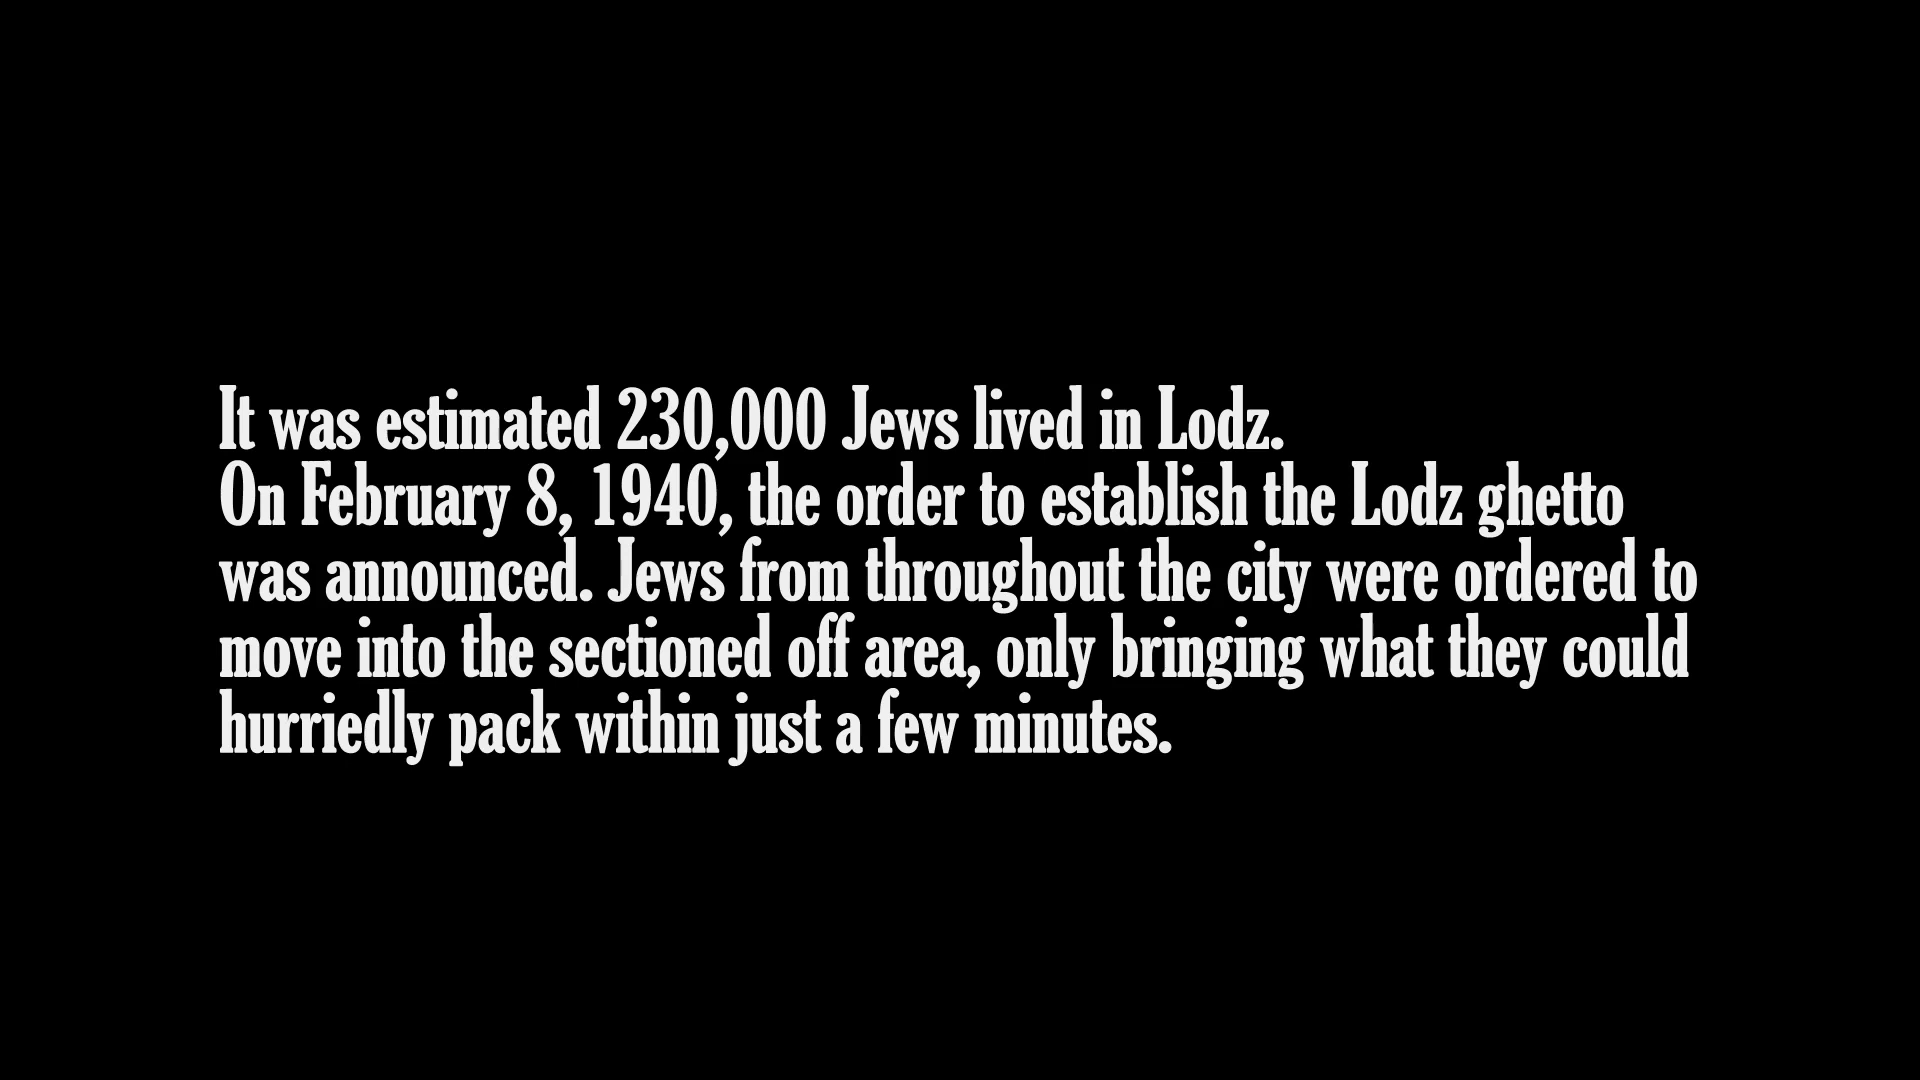 It was estimated 230,000 Jews lived in Lodz.
On February 8, 1940, the order to establish the Lodz ghetto
was announced. Jews from throughout the city were ordered to
move into the sectioned off area, only bringing what they could
hurriedly pack within just a few minutes.